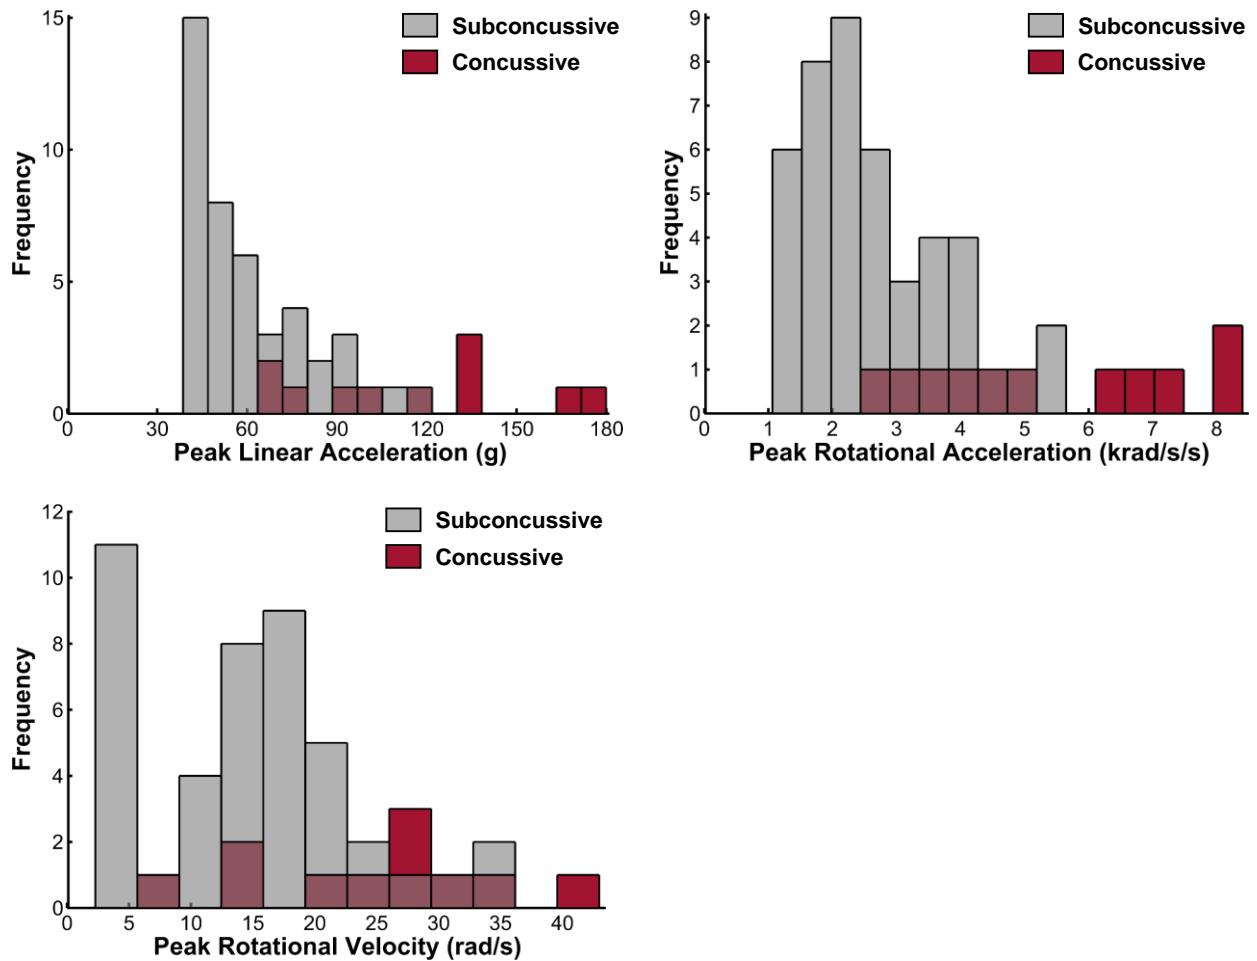 15
10
5
0
Frequency
0 30 60 90 120 150 180
Peak Linear Acceleration (g)
Subconcussive
Concussive
9
8
7
6
5
4
3
2
1
0
Frequency
0 1 2 3 4 5 6 7 8
Peak Rotational Acceleration (krad/s/s)
Subconcussive
Concussive
12
10
8
6
4
2
0
Frequency
0 5 10 15 20 25 30 35 40
Peak Rotational Velocity (rad/s)
Subconcussive
Concussive